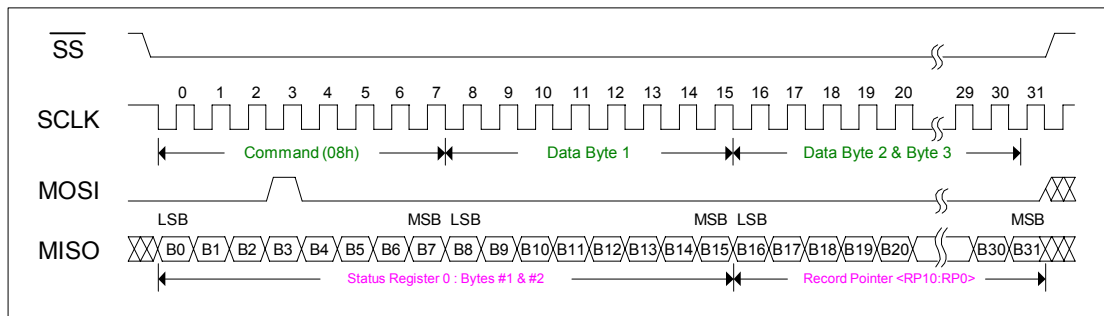 SS
0 1 2 3 4 5 6 7 8 9 10 11 12 13 14 15 16 17 18 19 20 29 30 31
SCLK
Command (08h) Data Byte 1 Data Byte 2 & Byte 3
MOSI
LSB MSB LSB MSB LSB MSB
MISO B0 B1 B2 B3 B4 B5 B6 B7 B8 B9 B10 B11 B12 B13 B14 B15 B16 B17 B18 B19 B20 B30 B31
Status Register 0 : Bytes #1 & #2 Record Pointer <RP10:RP0>